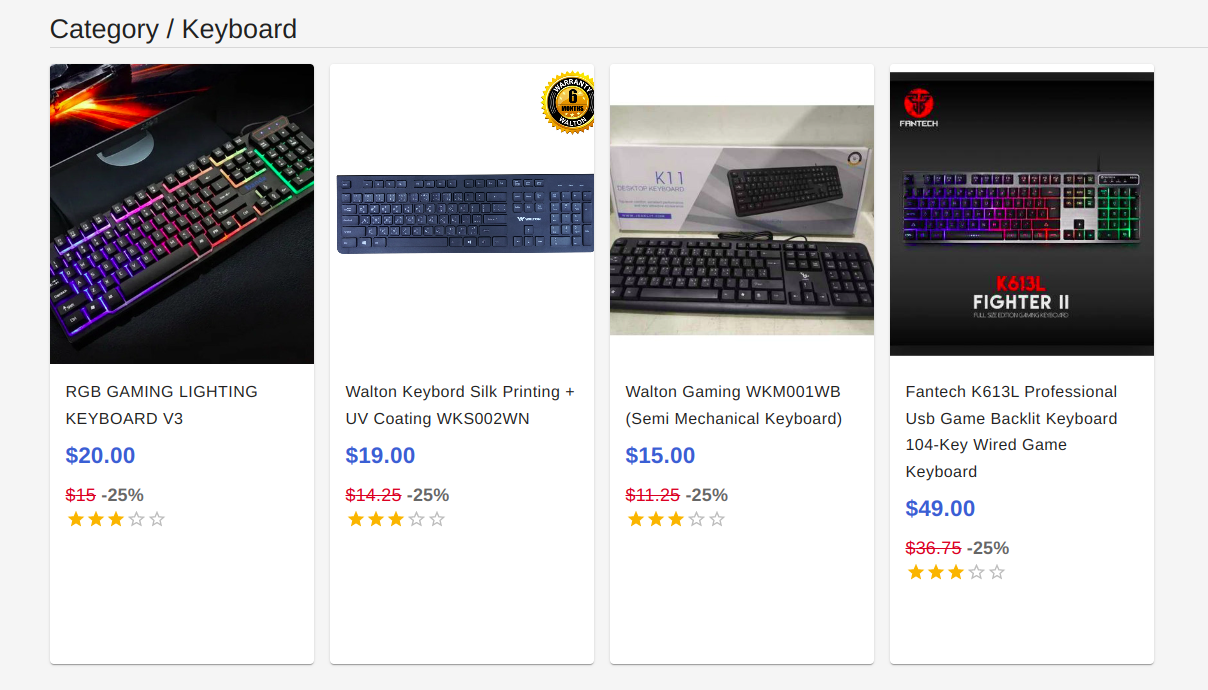 Category / Keyboard
WARRANTY
6
MONTHS
WALTON
WALTON
K11
DESKTOP KEYBOARD
FANTECH
K613L
FIGHTER II
FULL SIZE EDITION GAMING KEYBOARD
RGB GAMING LIGHTING
KEYBOARD V3
$20.00
$15 -25%
Walton Keybord Silk Printing +
UV Coating WKS002WN
$19.00
$14.25 -25%
Walton Gaming WKM001WB
(Semi Mechanical Keyboard)
$15.00
$11.25 -25%
Fantech K613L Professional
Usb Game Backlit Keyboard
104-Key Wired Game
Keyboard
$49.00
$36.75 -25%